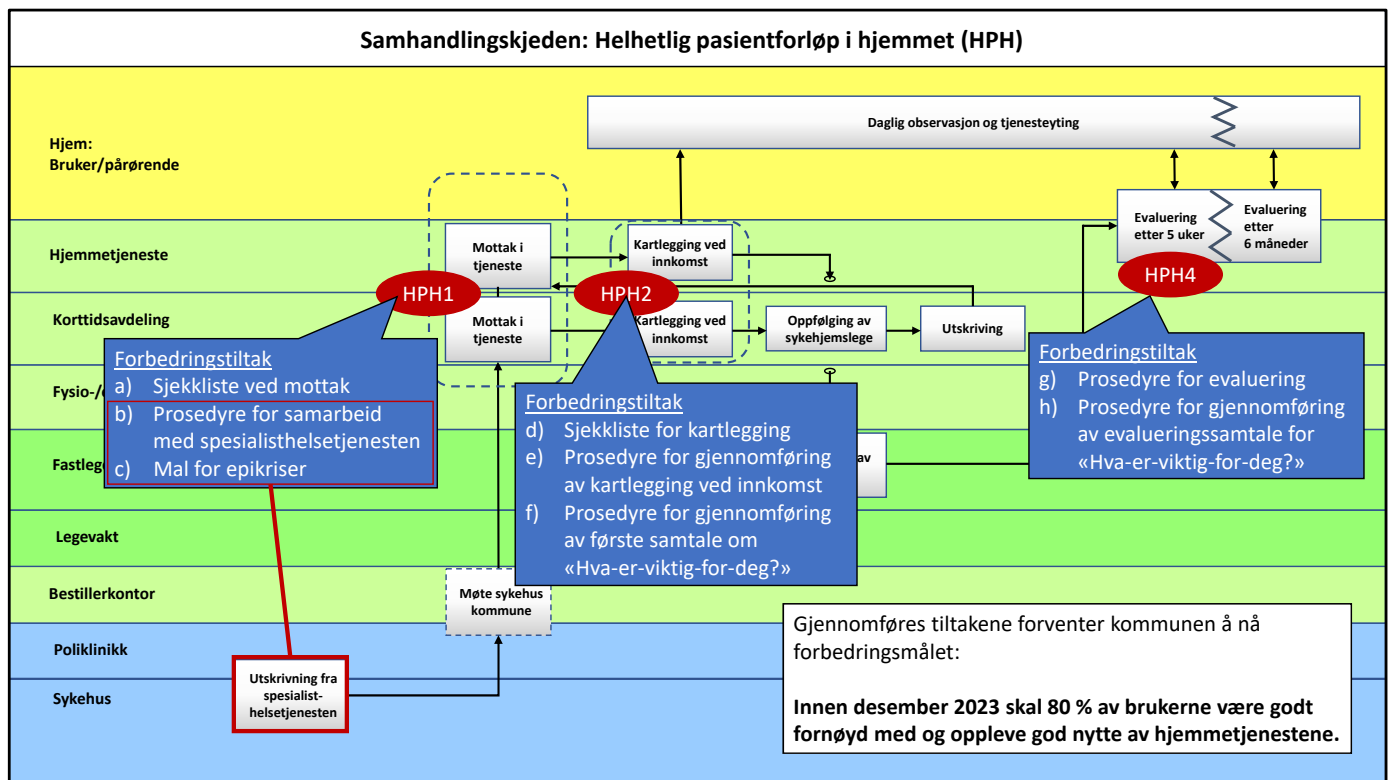 Samhandlingskjeden: Helhetlig pasientforløp i hjemmet (HPH)
Daglig observasjon og tjenesteyting
Hjem:
Bruker/pårørende
Evaluering
etter 5 uker
Evaluering
etter
6 måneder
Hjemmetjeneste
Mottak i
tjeneste
Kartlegging ved
innkomst
HPH1
HPH2
HPH4
Korttidsavdeling
Mottak i
tjeneste
Kartlegging ved
innkomst
Oppfølging av
sykehjemslege
Utskriving
Forbedringstiltak
a) Sjekkliste ved mottak
b) Prosedyre for samarbeid
med spesialisthelsetjenesten
c) Mal for epikriser
Forbedringstiltak
d) Sjekkliste for kartlegging
e) Prosedyre for gjennomføring
av kartlegging ved innkomst
f) Prosedyre for gjennomføring
av første samtale om
«Hva-er-viktig-for-deg?»
Forbedringstiltak
g) Prosedyre for evaluering
h) Prosedyre for gjennomføring
av evalueringssamtale for
«Hva-er-viktig-for-deg?»
av
Legevakt
Bestillerkontor
Møte sykehus
kommune
Poliklinikk
Sykehus
Utskrivning fra
spesialist-
helsetjenesten
Gjennomføres tiltakene forventer kommunen å nå
forbedringsmålet:
Innen desember 2023 skal 80 % av brukerne være godt
fornøyd med og oppleve god nytte av hjemmetjenestene.